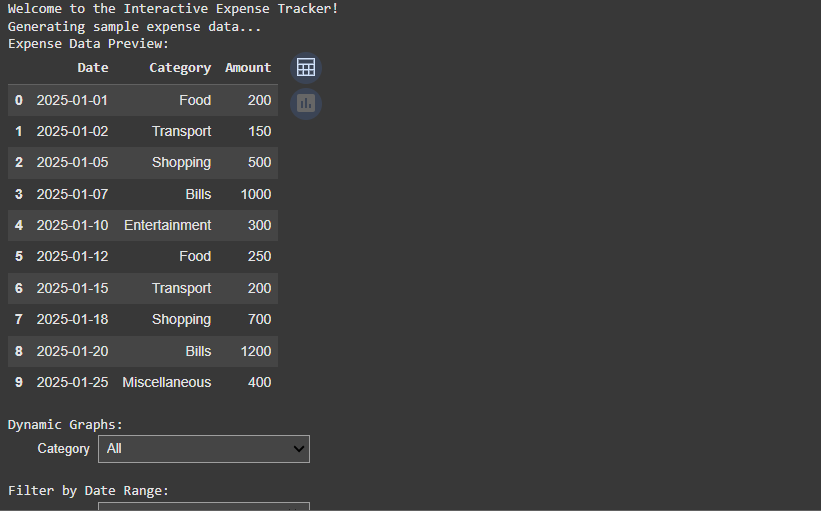 Welcome to the Interactive Expense Tracker!
Generating sample expense data...
Expense Data Preview:
Date Category Amount
0 2025-01-01 Food 200
1 2025-01-02 Transport 150
2 2025-01-05 Shopping 500
3 2025-01-07 Bills 1000
4 2025-01-10 Entertainment 300
5 2025-01-12 Food 250
6 2025-01-15 Transport 200
7 2025-01-18 Shopping 700
8 2025-01-20 Bills 1200
9 2025-01-25 Miscellaneous 400
Dynamic Graphs:
Category All
Filter by Date Range: